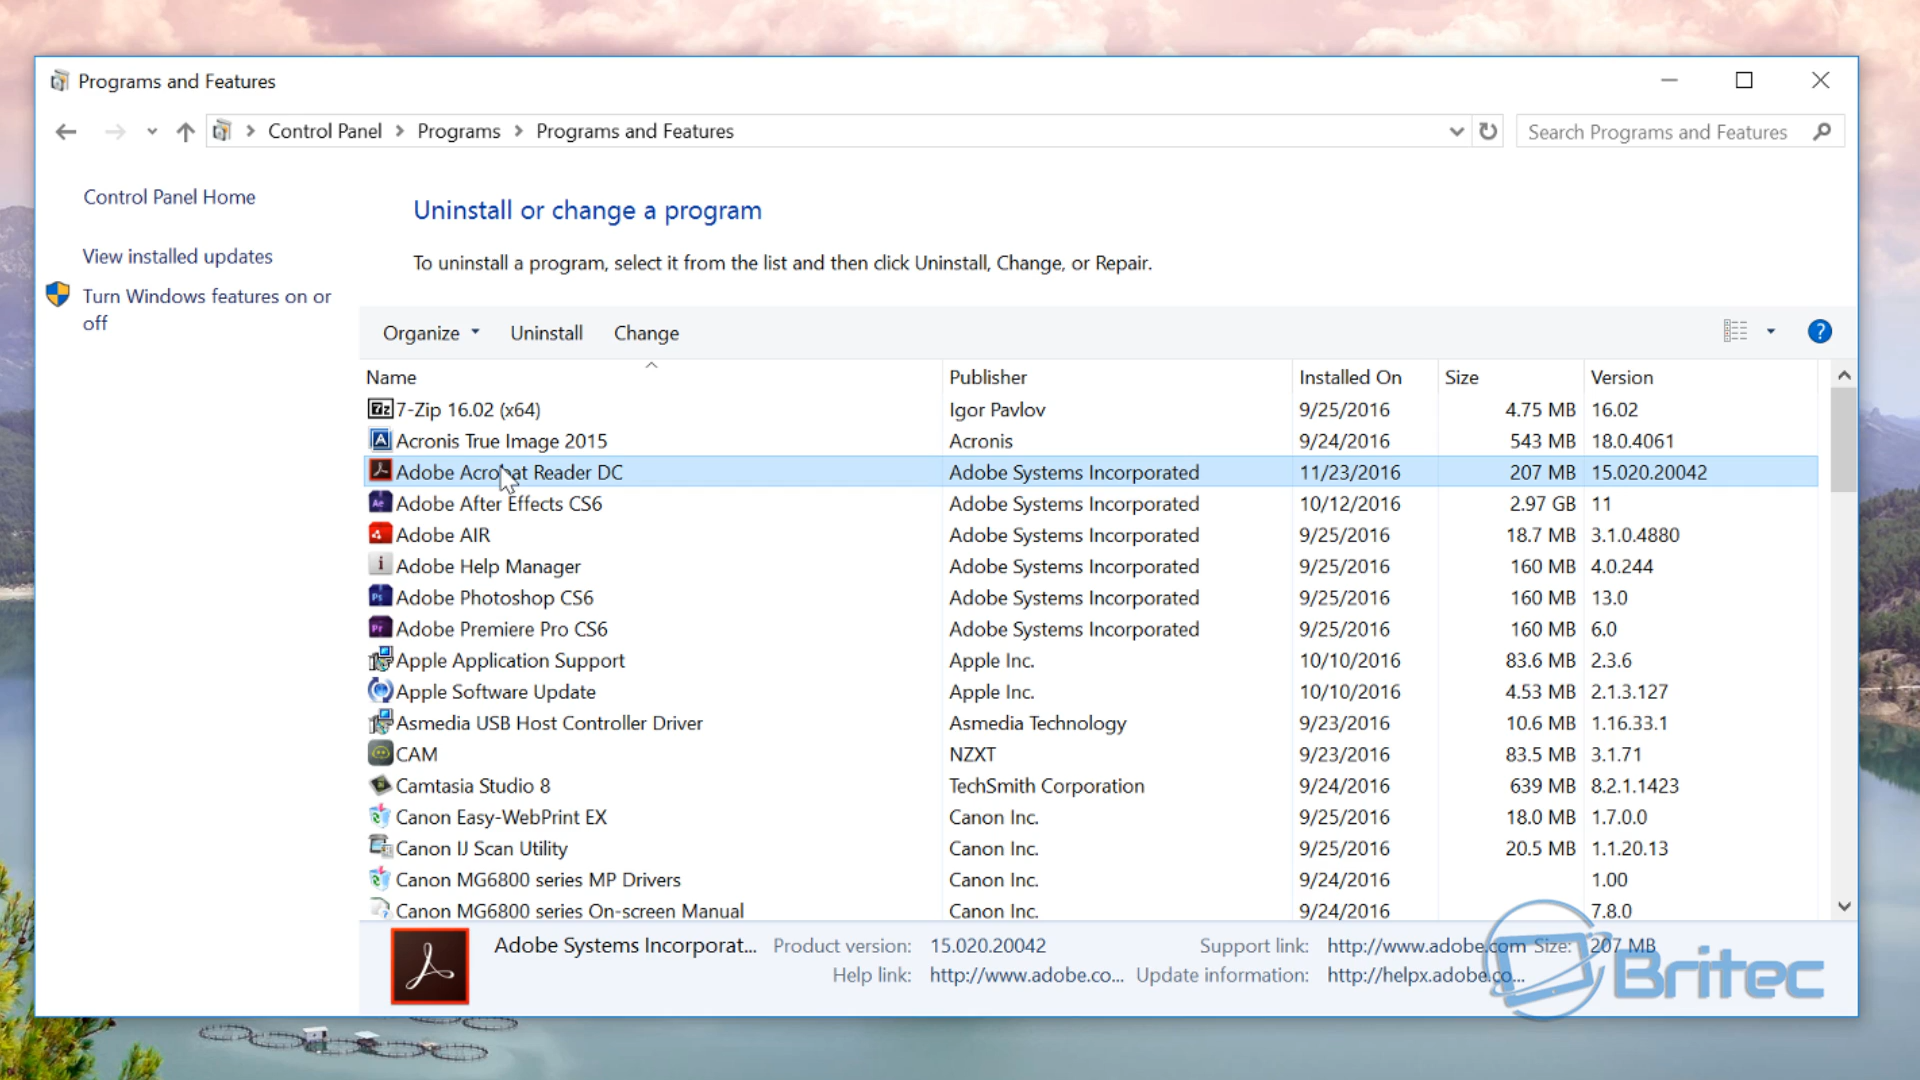 Programs and Features
Control Panel > Programs > Programs and Features
Search Programs and Features
Control Panel Home
View installed updates
Turn Windows features on or
off
Uninstall or change a program
To uninstall a program, select it from the list and then click Uninstall, Change, or Repair.
Organize Uninstall Change
Name Publisher Installed On Size Version
7-Zip 16.02 (x64) Igor Pavlov 9/25/2016 4.75 MB 16.02
Acronis True Image 2015 Acronis 9/24/2016 543 MB 18.0.4061
Adobe Acrobat Reader DC Adobe Systems Incorporated 11/23/2016 207 MB 15.020.20042
Adobe After Effects CS6 Adobe Systems Incorporated 10/12/2016 2.97 GB 11
Adobe AIR Adobe Systems Incorporated 9/25/2016 18.7 MB 3.1.0.4880
Adobe Help Manager Adobe Systems Incorporated 9/25/2016 160 MB 4.0.244
Adobe Photoshop CS6 Adobe Systems Incorporated 9/25/2016 160 MB 13.0
Adobe Premiere Pro CS6 Adobe Systems Incorporated 9/25/2016 160 MB 6.0
Apple Application Support Apple Inc. 10/10/2016 83.6 MB 2.3.6
Apple Software Update Apple Inc. 10/10/2016 4.53 MB 2.1.3.127
Asmedia USB Host Controller Driver Asmedia Technology 9/23/2016 10.6 MB 1.16.33.1
CAM NZXT 9/23/2016 83.5 MB 3.1.71
Camtasia Studio 8 TechSmith Corporation 9/24/2016 639 MB 8.2.1.1423
Canon Easy-WebPrint EX Canon Inc. 9/25/2016 18.0 MB 1.7.0.0
Canon IJ Scan Utility Canon Inc. 9/25/2016 20.5 MB 1.1.20.13
Canon MG6800 series MP Drivers Canon Inc. 9/24/2016 1.00
Canon MG6800 series On-screen Manual Canon Inc. 9/24/2016 7.8.0
Adobe Systems Incorporat... Product version: 15.020.20042 Support link: http://www.adobe.com Size: 207 MB
Help link: http://www.adobe.co... Update information: http://helpx.adobe.co...
Britec